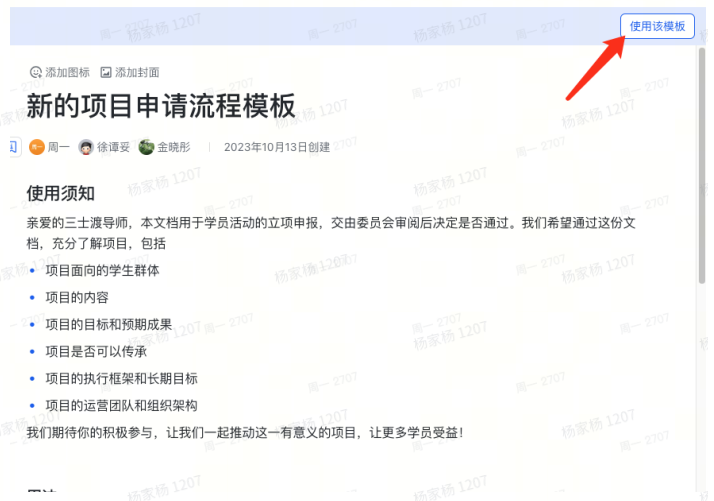 使用该模板
添加图标 添加封面
新的项目申请流程模板
周一 徐谭妥 金晓彤 2023年10月13日创建
使用须知
亲爱的三士渡导师，本文档用于学员活动的立项申报，交由委员会审阅后决定是否通过。我们希望通过这份文
档，充分了解项目，包括
• 项目面向的学生群体
• 项目的内容
• 项目的目标和预期成果
• 项目是否可以传承
• 项目的执行框架和长期目标
• 项目的运营团队和组织架构
我们期待你的积极参与，让我们一起推动这一有意义的项目，让更多学员受益！
杨家杨 1207
周一 2707